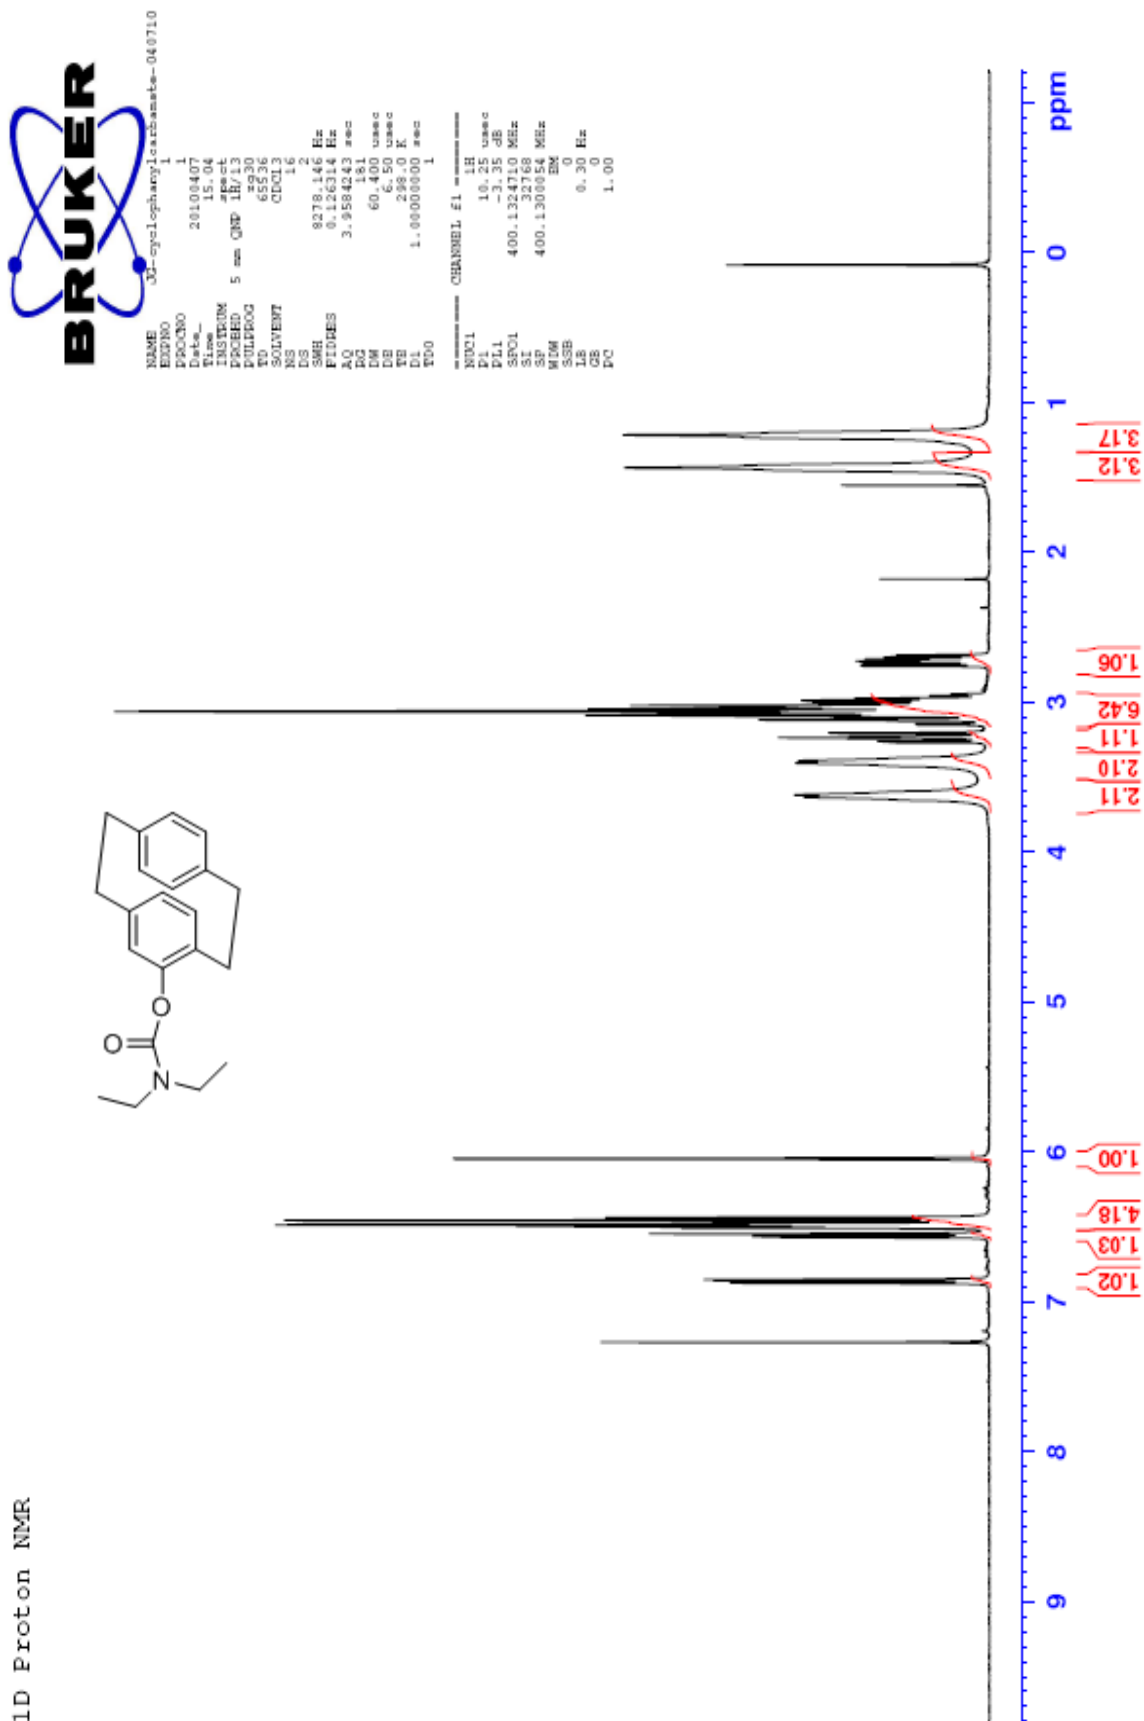 1D Proton NMR
BRUKER
NAME JG-cyclophanylcarbamate-040710
EXPNO 1
PROCNO 1
Date_ 20100407
Time 15.04
INSTRUM spect
PROBHD 5 mm QNP 1H/13
PULPROG zg30
TD 65536
SOLVENT CDCl3
NS 16
DS 2
SWH 8278.146 Hz
FIDRES 0.126314 Hz
AQ 3.9584243 sec
RG 181
DW 60.400 usec
DE 6.50 usec
TE 298.0 K
D1 1.00000000 sec
TD0 1
======== CHANNEL f1 ========
NUC1 1H
P1 10.25 usec
PL1 -3.35 dB
SFO1 400.1324710 MHz
SI 32768
SF 400.1300054 MHz
WDW EM
SSB 0
LB 0.30 Hz
GB 0
PC 1.00
O
O
N
9 8 7 6 5 4 3 2 1 0 ppm
1.02
1.03
4.18
1.00
2.11
2.10
1.11
6.42
1.06
3.12
3.17